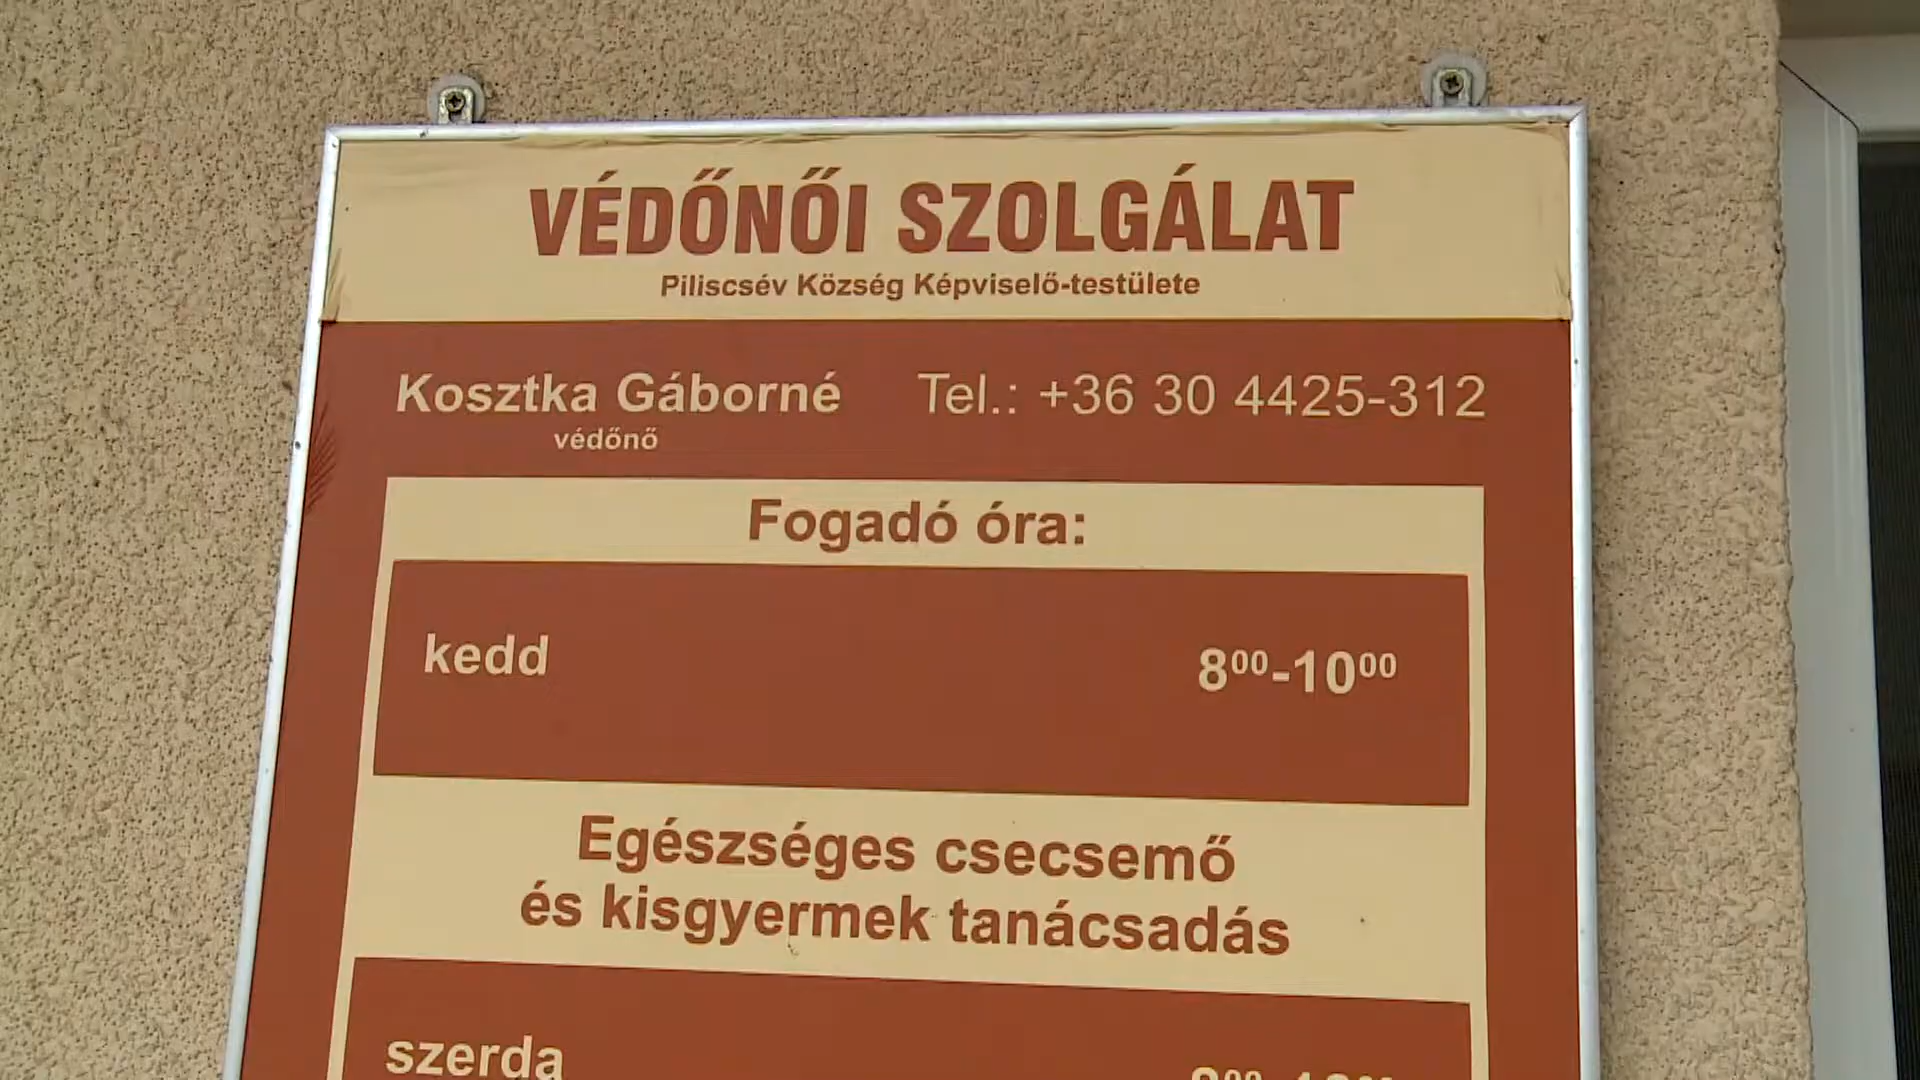 VÉDŐNŐI SZOLGÁLAT
Piliscsév Község Képviselő-testülete
Kosztka Gáborné Tel.: +36 30 4425-312
védőnő
Fogadó óra:
kedd 8⁰⁰-10⁰⁰
Egészséges csecsemő
és kisgyermek tanácsadás
szerda